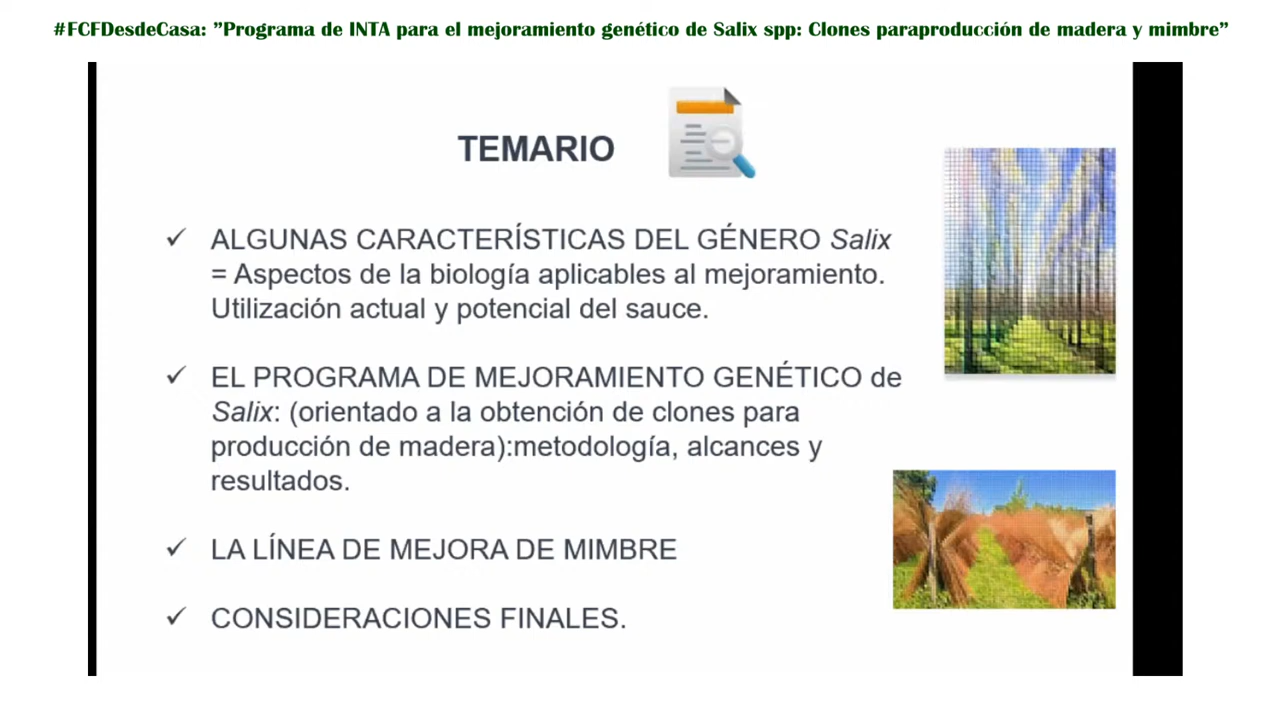 #FCFDesdeCasa: ”Programa de INTA para el mejoramiento genético de Salix spp: Clones paraproducción de madera y mimbre”
TEMARIO
✓ ALGUNAS CARACTERÍSTICAS DEL GÉNERO Salix
= Aspectos de la biología aplicables al mejoramiento.
Utilización actual y potencial del sauce.
✓ EL PROGRAMA DE MEJORAMIENTO GENÉTICO de
Salix: (orientado a la obtención de clones para
producción de madera):metodología, alcances y
resultados.
✓ LA LÍNEA DE MEJORA DE MIMBRE
✓ CONSIDERACIONES FINALES.